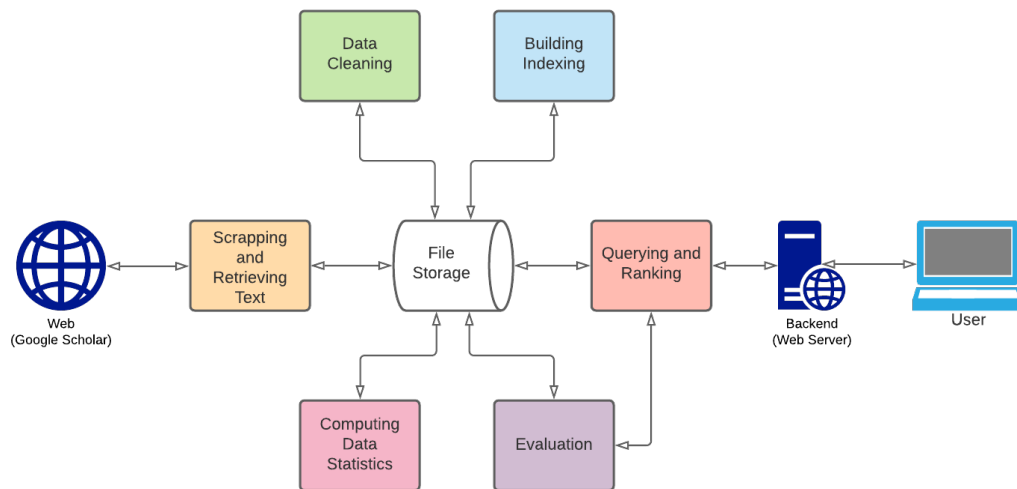 Data
Cleaning
Building
Indexing
Scrapping
and
Retrieving
Text
File
Storage
Querying and
Ranking
Web
(Google Scholar)
Backend
(Web Server)
User
Computing
Data
Statistics
Evaluation